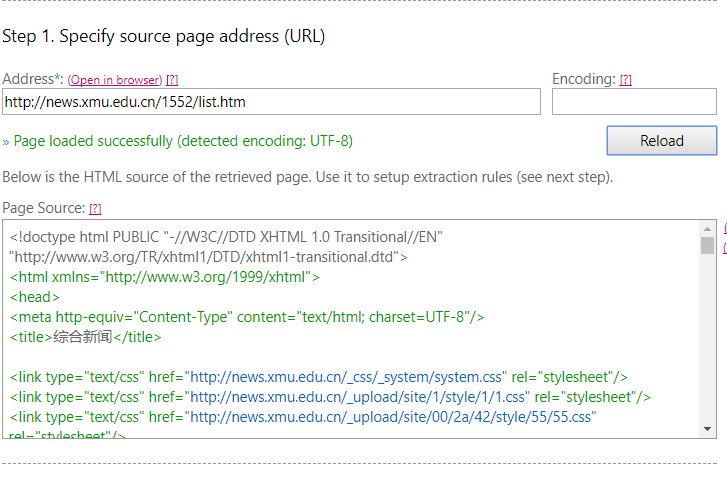 Step 1. Specify source page address (URL)
Address*: (Open in browser) [?]
Encoding: [?]
http://news.xmu.edu.cn/1552/list.htm
» Page loaded successfully (detected encoding: UTF-8)
Reload
Below is the HTML source of the retrieved page. Use it to setup extraction rules (see next step).
Page Source: [?]
<!doctype html PUBLIC "-//W3C//DTD XHTML 1.0 Transitional//EN"
"http://www.w3.org/TR/xhtml1/DTD/xhtml1-transitional.dtd">
<html xmlns="http://www.w3.org/1999/xhtml">
<head>
<meta http-equiv="Content-Type" content="text/html; charset=UTF-8"/>
<title>综合新闻</title>
<link type="text/css" href="http://news.xmu.edu.cn/_css/_system/system.css" rel="stylesheet"/>
<link type="text/css" href="http://news.xmu.edu.cn/_upload/site/1/style/1/1.css" rel="stylesheet"/>
<link type="text/css" href="http://news.xmu.edu.cn/_upload/site/00/2a/42/style/55/55.css"
rel="stylesheet"/>